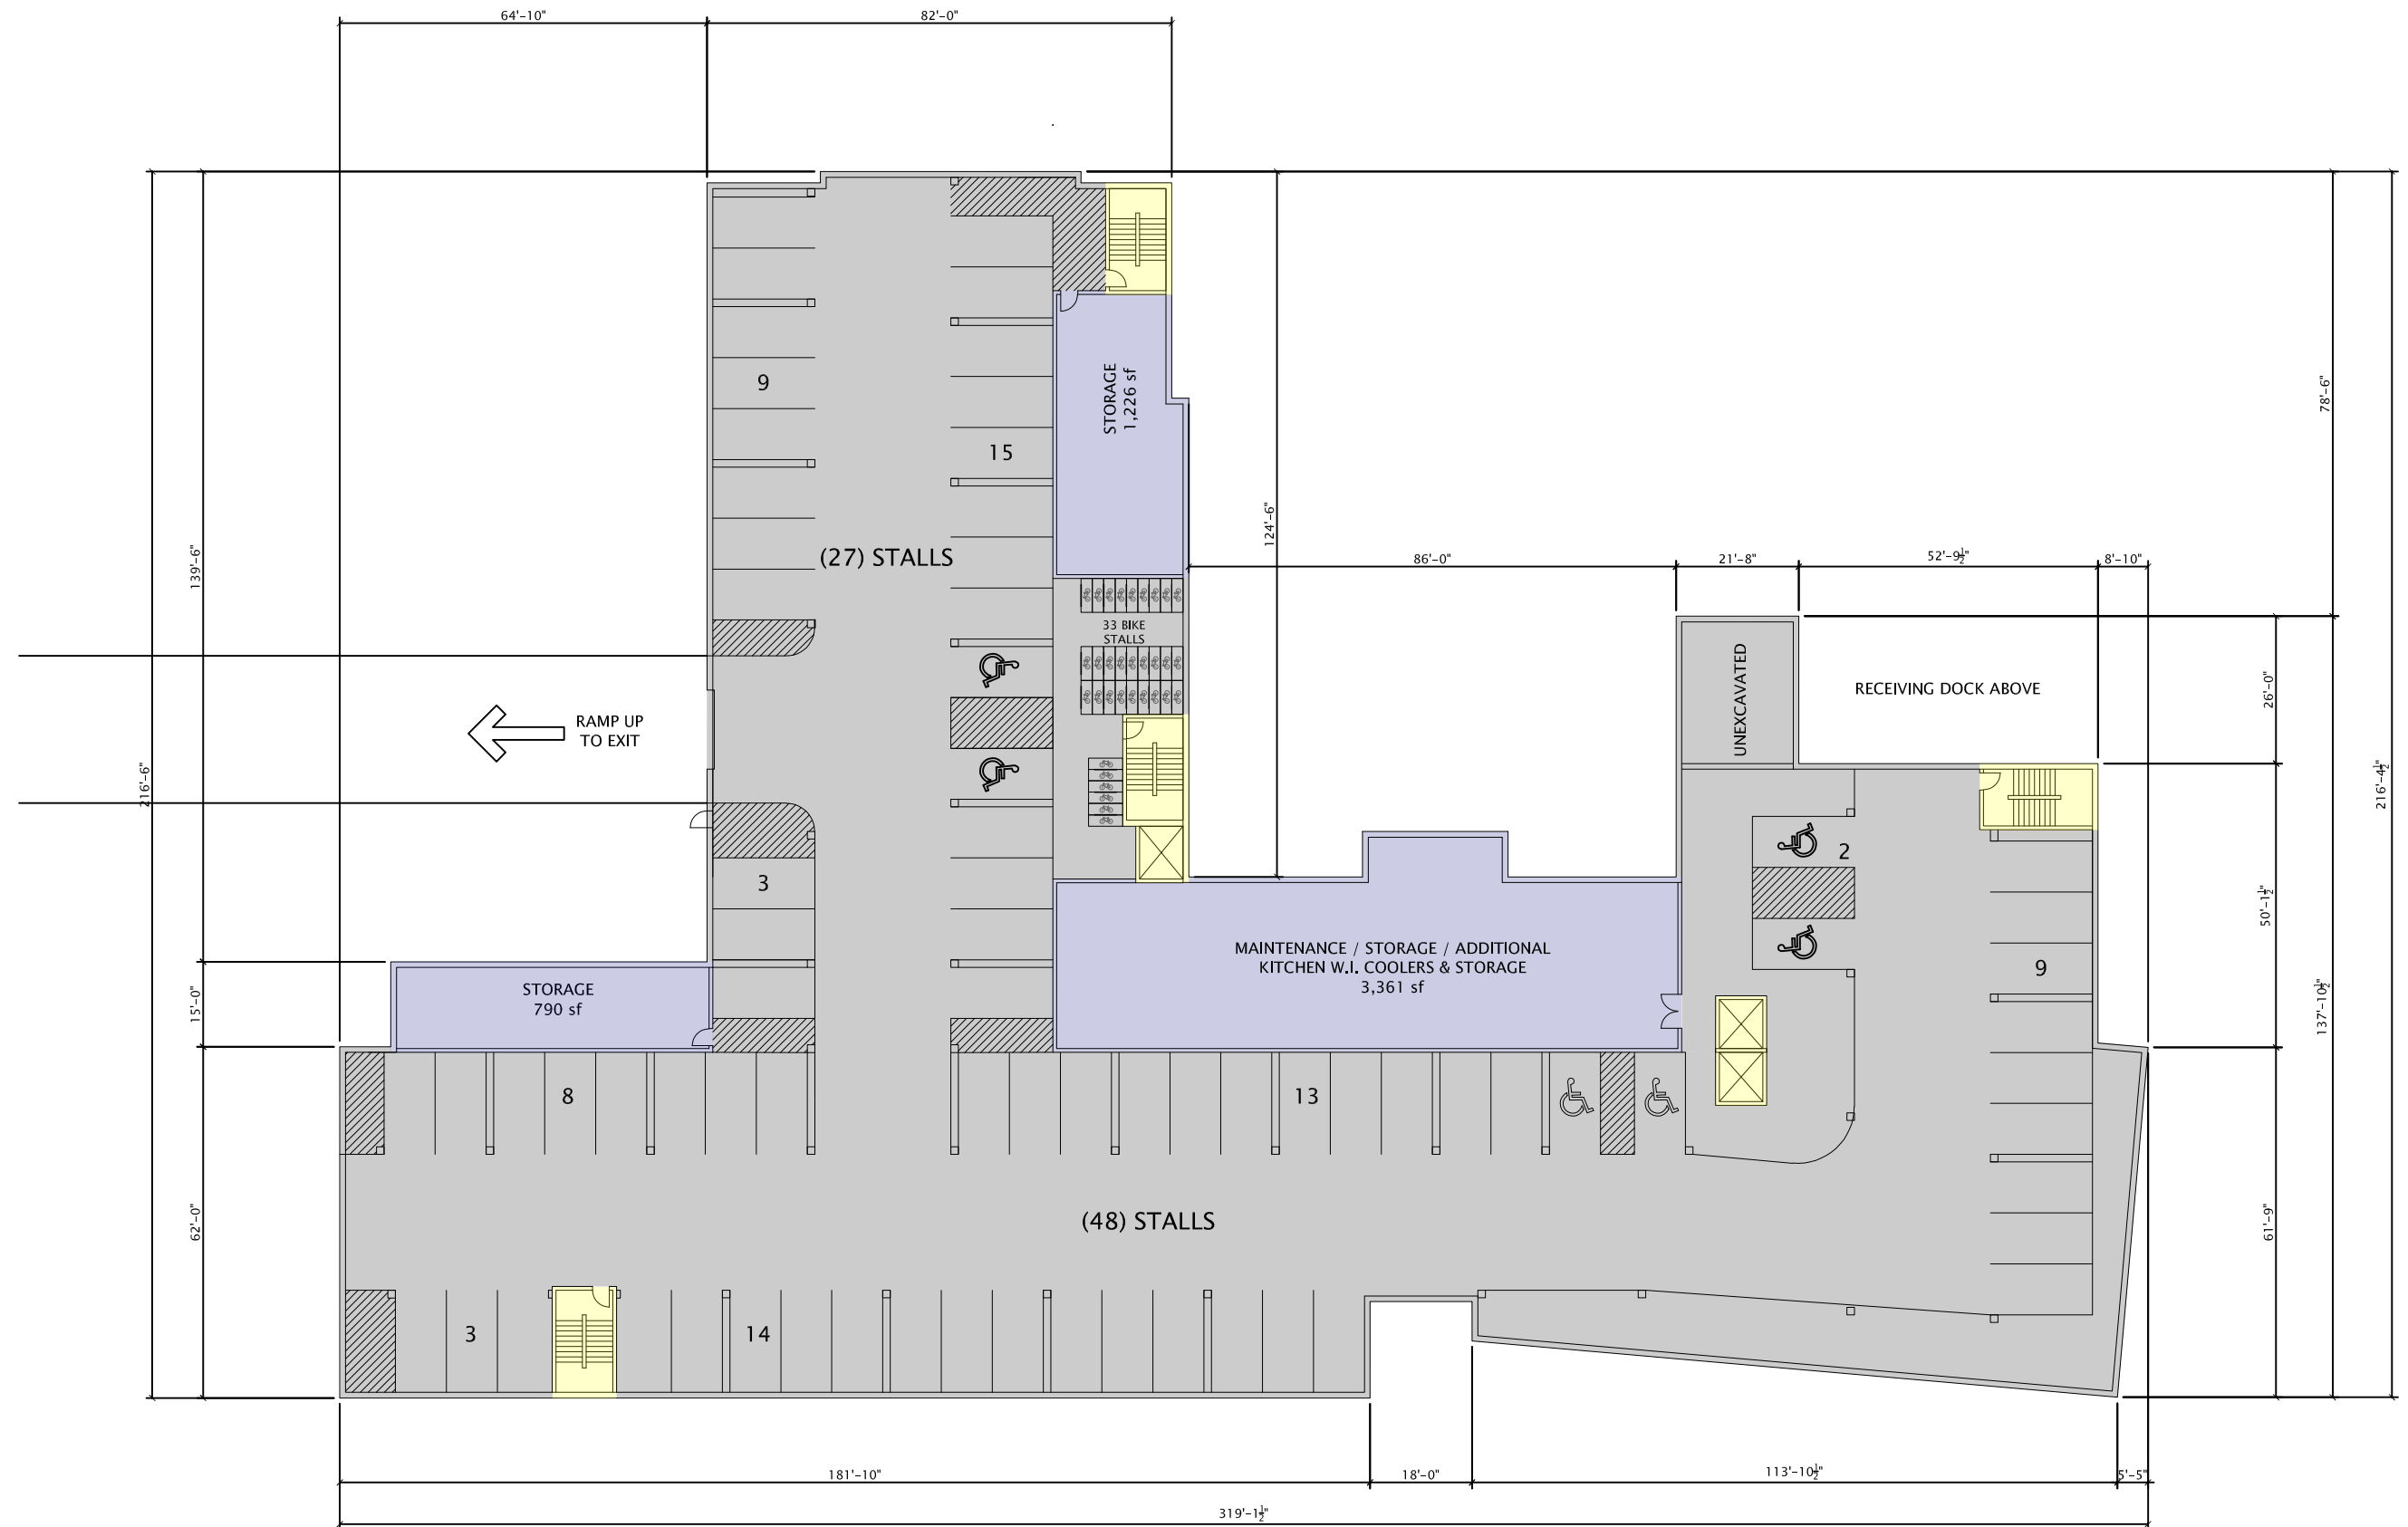 64'-10"
82'-0"
139'-6"
216'-6"
15'-0"
62'-0"
9
15
STORAGE
1,226 sf
(27) STALLS
33 BIKE
STALLS
RAMP UP
TO EXIT
3
STORAGE
790 sf
124'-6"
86'-0"
21'-8"
52'-9½"
8'-10"
78'-6"
26'-0"
50'-1½"
61'-9"
137'-10½"
216'-4½"
UNEXCAVATED
RECEIVING DOCK ABOVE
2
9
MAINTENANCE / STORAGE / ADDITIONAL
KITCHEN W.I. COOLERS & STORAGE
3,361 sf
8
13
(48) STALLS
3
14
181'-10"
18'-0"
113'-10½"
5'-5"
319'-1½"